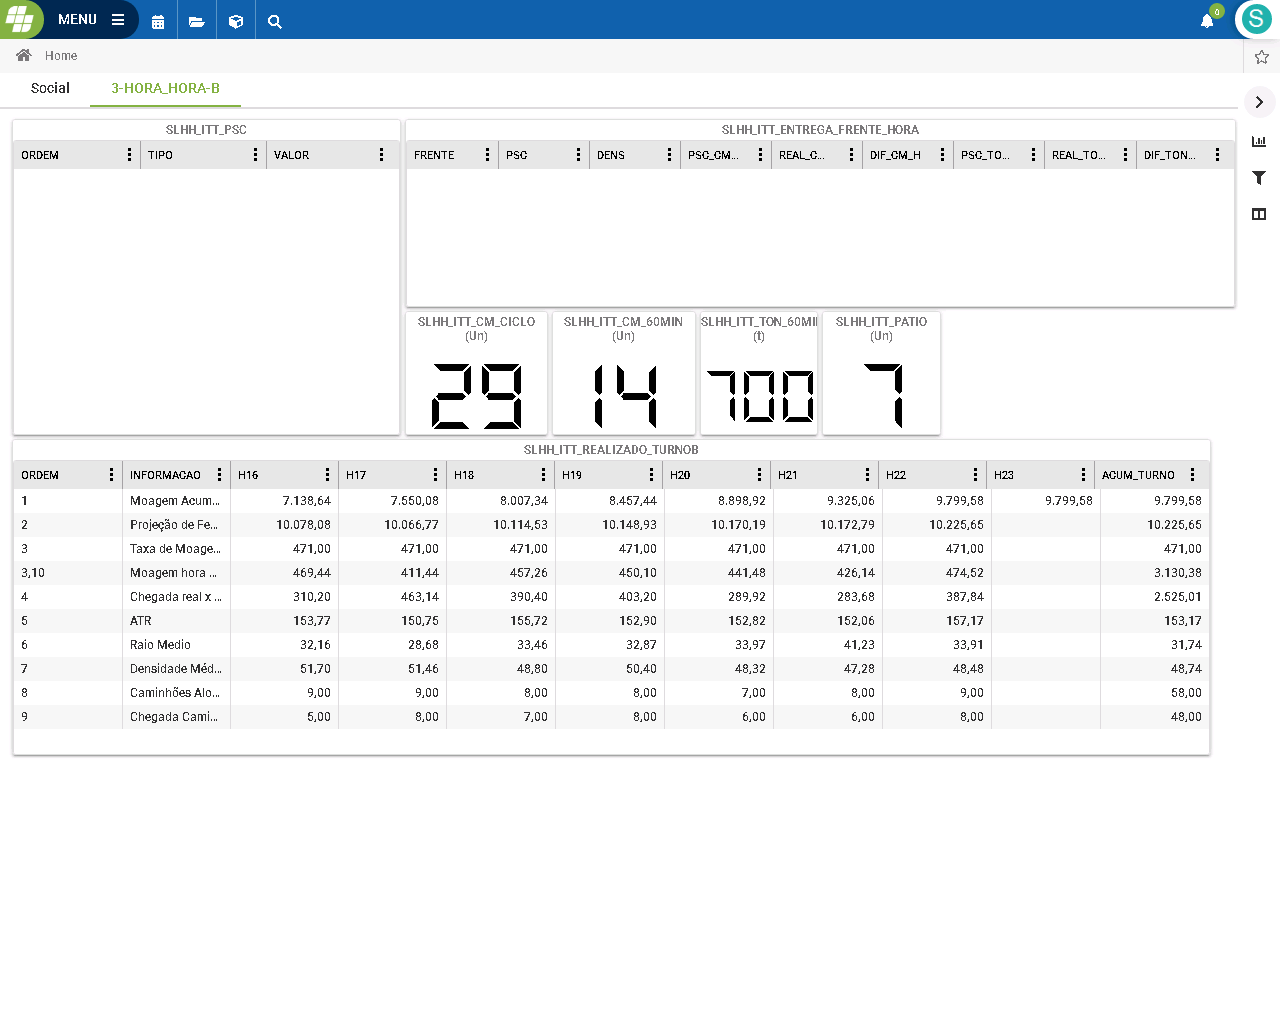 MENU
0
S
Home
Social
3-HORA_HORA-B
SLHH_ITT_PSC
ORDEM TIPO VALOR
SLHH_ITT_ENTREGA_FRENTE_HORA
FRENTE PSC DENS PSC_CM... REAL_C... DIF_CM_H PSC_TO... REAL_TO... DIF_TON...
SLHH_ITT_CM_CICLO
(Un)
29
SLHH_ITT_CM_60MIN
(Un)
14
SLHH_ITT_TON_60MI
(t)
700
SLHH_ITT_PATIO
(Un)
7
SLHH_ITT_REALIZADO_TURNOB
ORDEM INFORMACAO H16 H17 H18 H19 H20 H21 H22 H23 ACUM_TURNO
1 Moagem Acum... 7.138,64 7.550,08 8.007,34 8.457,44 8.898,92 9.325,06 9.799,58 9.799,58 9.799,58
2 Projeção de Fe... 10.078,08 10.066,77 10.114,53 10.148,93 10.170,19 10.172,79 10.225,65 10.225,65
3 Taxa de Moage... 471,00 471,00 471,00 471,00 471,00 471,00 471,00 471,00
3,10 Moagem hora ... 469,44 411,44 457,26 450,10 441,48 426,14 474,52 3.130,38
4 Chegada real x ... 310,20 463,14 390,40 403,20 289,92 283,68 387,84 2.525,01
5 ATR 153,77 150,75 155,72 152,90 152,82 152,06 157,17 153,17
6 Raio Medio 32,16 28,68 33,46 32,87 33,97 41,23 33,91 31,74
7 Densidade Méd... 51,70 51,46 48,80 50,40 48,32 47,28 48,48 48,74
8 Caminhões Alo... 9,00 9,00 8,00 8,00 7,00 8,00 9,00 58,00
9 Chegada Cami... 5,00 8,00 7,00 8,00 6,00 6,00 8,00 48,00